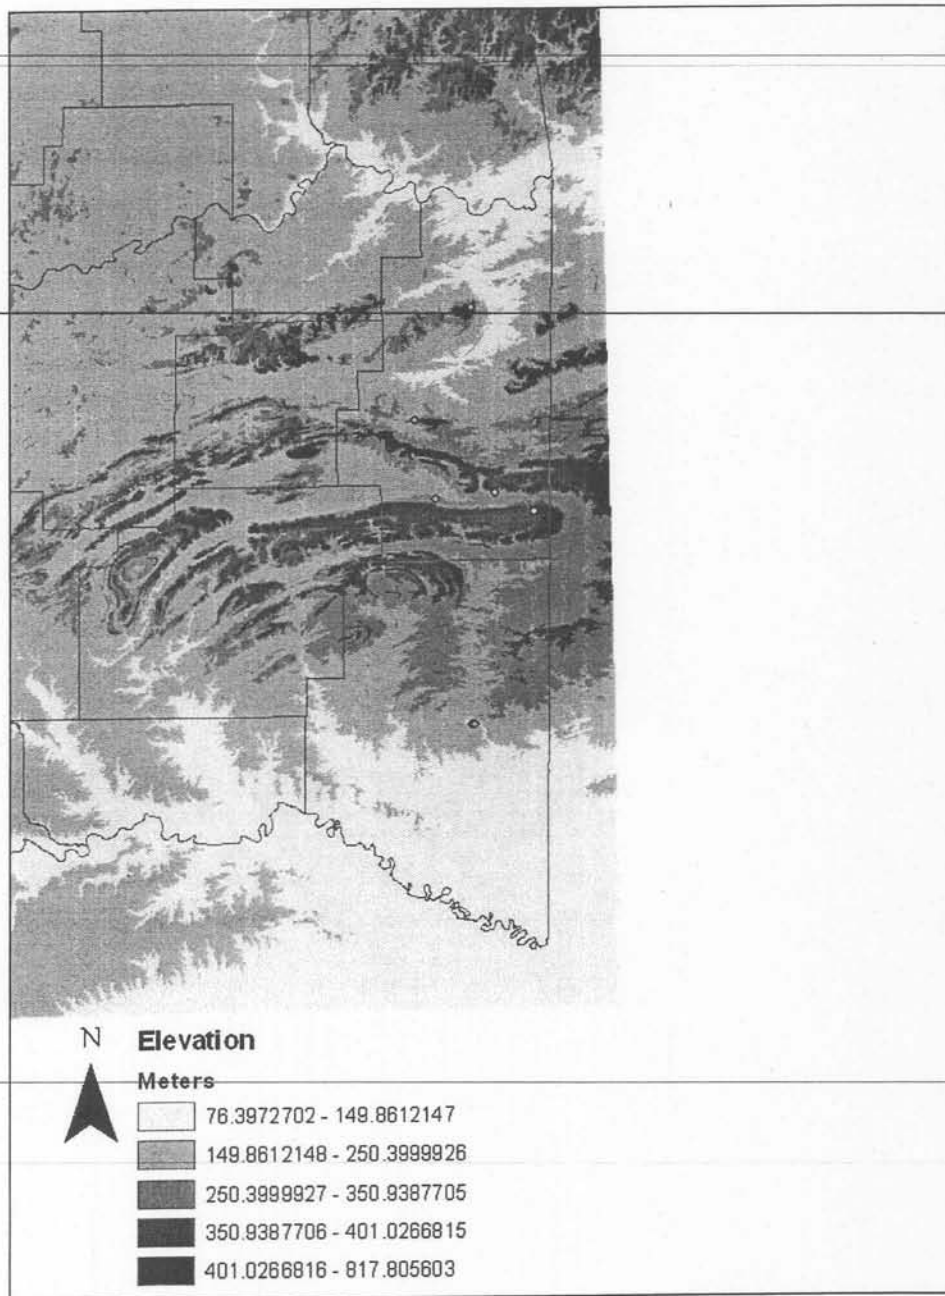 N
Elevation
Meters
76.3972702 - 149.8612147
149.8612148 - 250.3999926
250.3999927 - 350.9387705
350.9387706 - 401.0266815
401.0266816 - 817.805603